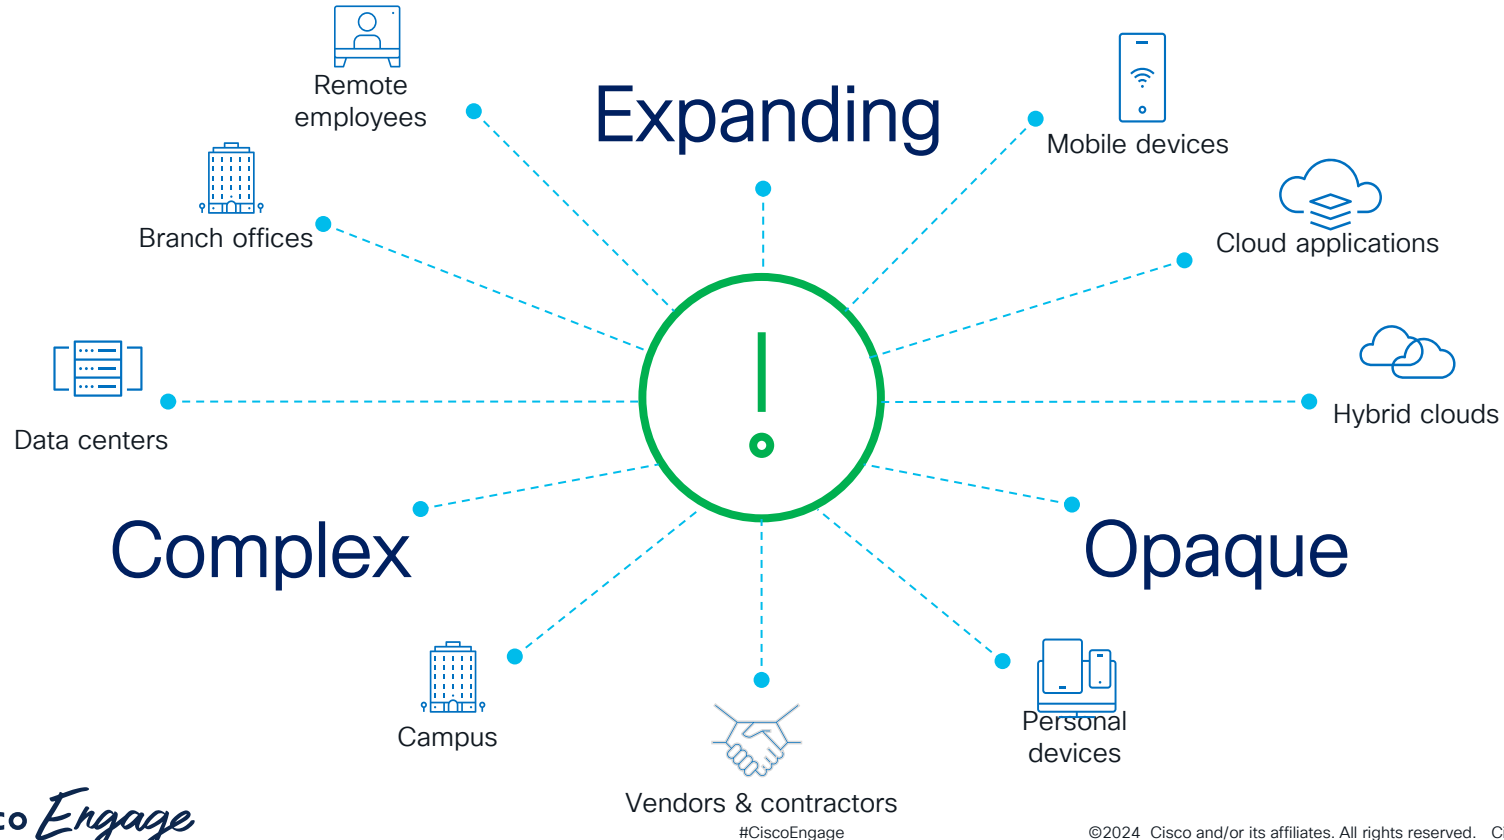 Remote
employees
Expanding
Mobile devices
Branch offices
Cloud applications
Data centers
Hybrid clouds
Complex
Opaque
Campus
Personal
devices
Vendors & contractors
Engage
#CiscoEngage
©2024 Cisco and/or its affiliates. All rights reserved.